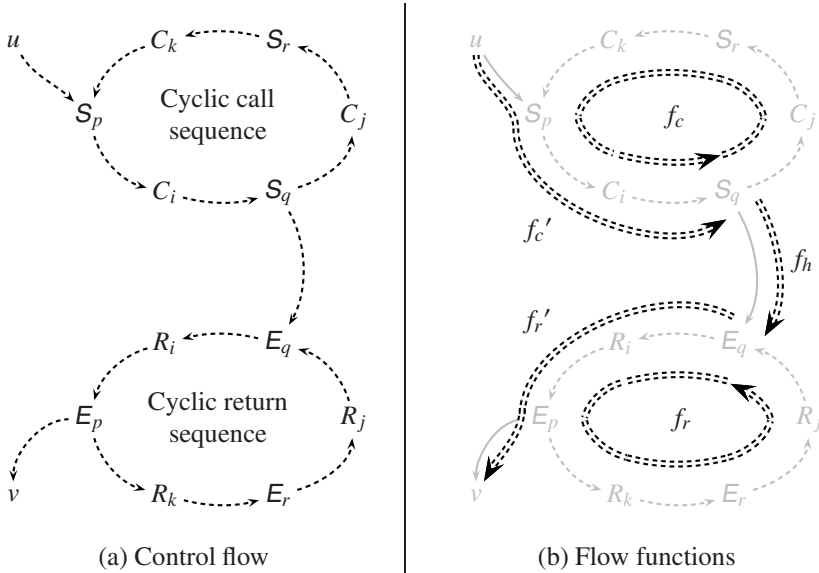 u
C_k
S_r
S_p
Cyclic call
sequence
C_j
C_i
S_q
R_i
E_q
E_p
Cyclic return
sequence
R_j
v
R_k
E_r
(a) Control flow
u
C_k
S_r
S_p
f_c
C_j
C_i
S_q
f_c′
f_h
f_r′
R_i
E_q
E_p
f_r
R_j
v
R_k
E_r
(b) Flow functions